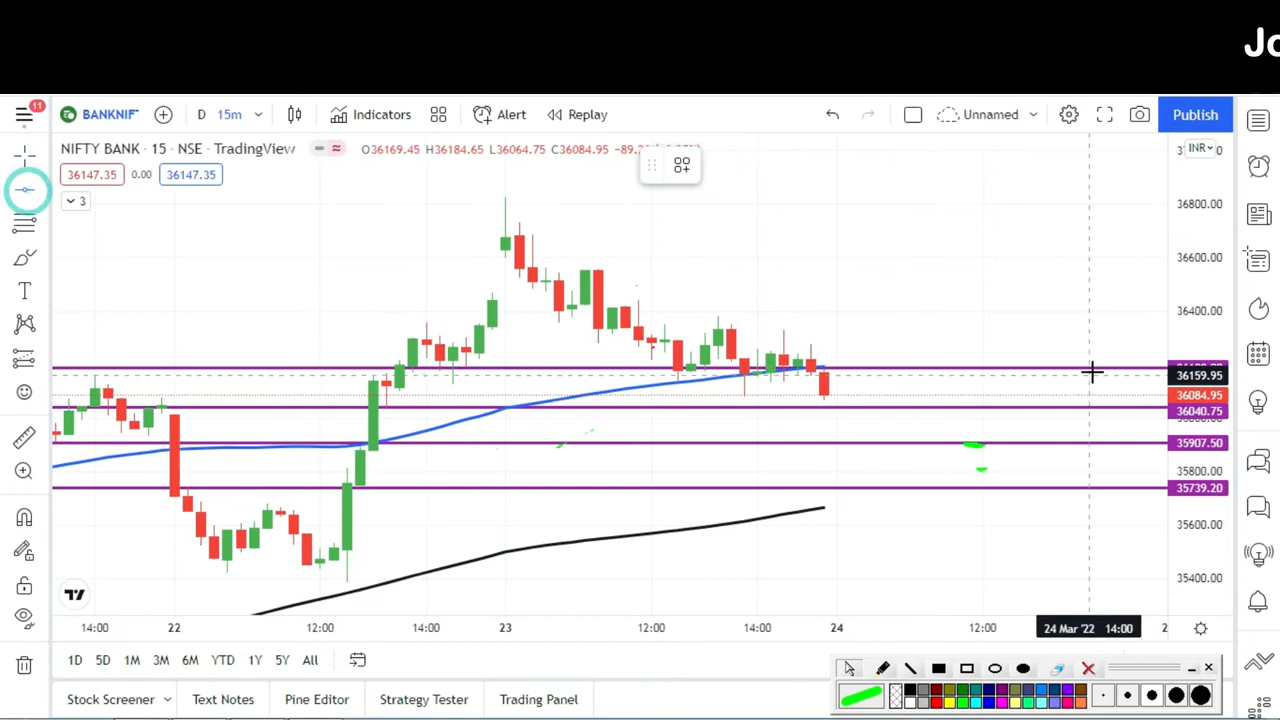 Jo
11
BANKNIF
D
15m
Indicators
Alert
Replay
Unnamed
Publish
NIFTY BANK · 15 · NSE · TradingView
O36169.45 H36184.65 L36064.75 C36084.95
INR
36147.35
0.00
36147.35
3
36800.00
36600.00
36400.00
36159.95
36084.95
36040.75
35907.50
35800.00
35739.20
35600.00
35400.00
14:00
22
12:00
14:00
23
12:00
14:00
24
12:00
24 Mar '22 14:00
2
1D
5D
1M
3M
6M
YTD
1Y
5Y
All
Stock Screener
Text Notes
Pine Editor
Strategy Tester
Trading Panel